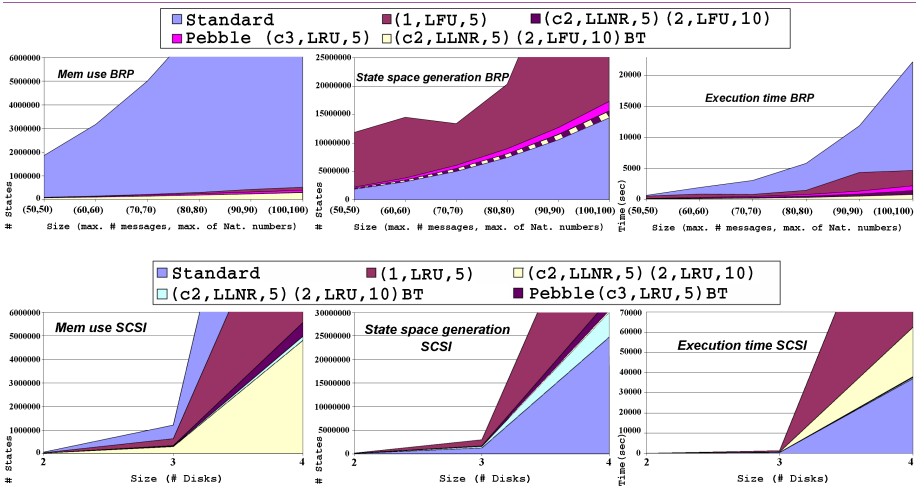 Standard (1,LFU,5) (c2,LLNR,5)(2,LFU,10)
Pebble (c3,LRU,5) (c2,LLNR,5)(2,LFU,10)BT
Mem use BRP
6000000
5000000
4000000
3000000
2000000
1000000
0
# States
(50,50) (60,60) (70,70) (80,80) (90,90) (100,100)
Size (max. # messages, max. of Nat. numbers)
State space generation BRP
25000000
20000000
15000000
10000000
5000000
0
# States
(50,50) (60,60) (70,70) (80,80) (90,90) (100,100)
Size (max. # messages, max. of Nat. numbers)
Execution time BRP
20000
15000
10000
5000
0
Time(sec)
(50,50) (60,60) (70,70) (80,80) (90,90) (100,100)
Size (max. # messages, max. of Nat. numbers)
Standard (1,LRU,5) (c2,LLNR,5)(2,LRU,10)
(c2,LLNR,5)(2,LRU,10)BT Pebble(c3,LRU,5)BT
Mem use SCSI
6000000
5000000
4000000
3000000
2000000
1000000
0
# States
2 3 4
Size (# Disks)
State space generation
SCSI
30000000
25000000
20000000
15000000
10000000
5000000
0
# States
2 3 4
Size (# Disks)
Execution time SCSI
70000
60000
50000
40000
30000
20000
10000
0
Time(sec)
2 3 4
Size (# Disks)